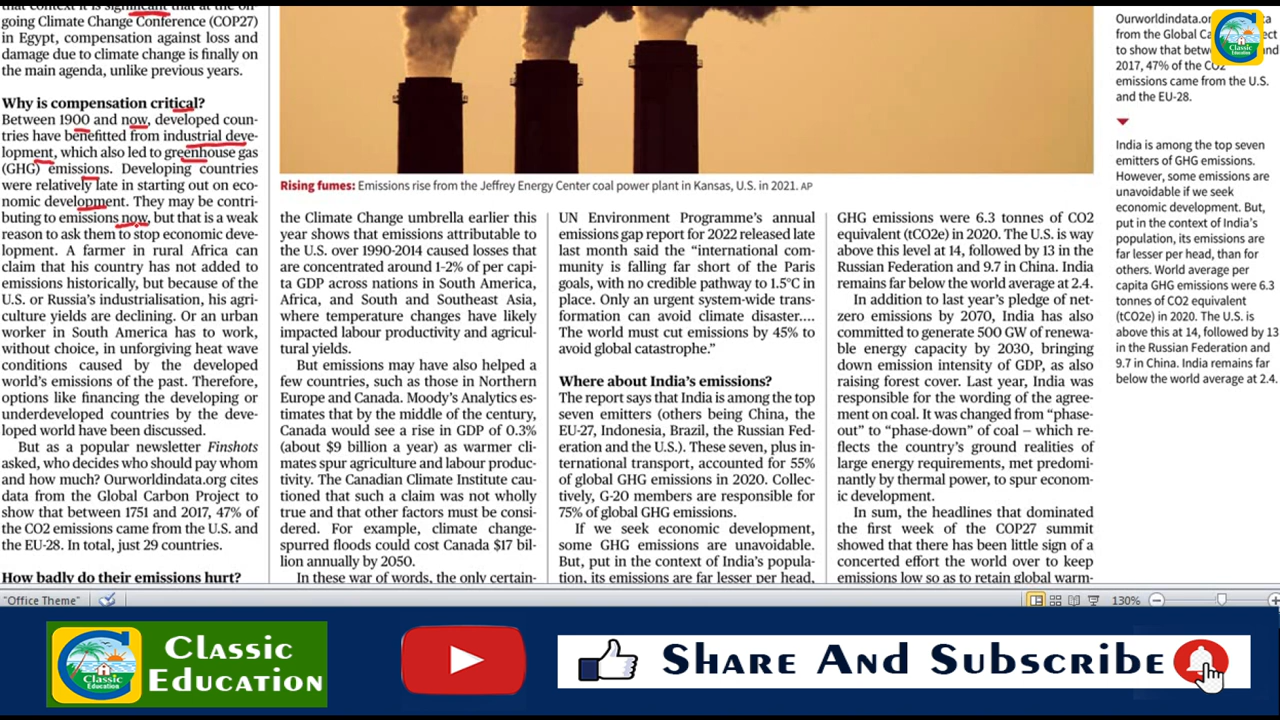 that context it is significant that at the on-
going Climate Change Conference (COP27)
in Egypt, compensation against loss and
damage due to climate change is finally on
the main agenda, unlike previous years.
Why is compensation critical?
Between 1900 and now, developed coun-
tries have benefitted from industrial deve-
lopment, which also led to greenhouse gas
(GHG) emissions. Developing countries
were relatively late in starting out on eco-
nomic development. They may be contri-
buting to emissions now, but that is a weak
reason to ask them to stop economic deve-
lopment. A farmer in rural Africa can
claim that his country has not added to
emissions historically, but because of the
U.S. or Russia's industrialisation, his agri-
culture yields are declining. Or an urban
worker in South America has to work,
without choice, in unforgiving heat wave
conditions caused by the developed
world's emissions of the past. Therefore,
options like financing the developing or
underdeveloped countries by the deve-
loped world have been discussed.
But as a popular newsletter Finshots
asked, who decides who should pay whom
and how much? Ourworldindata.org cites
data from the Global Carbon Project to
show that between 1751 and 2017, 47% of
the CO2 emissions came from the U.S. and
the EU-28. In total, just 29 countries.
How badly do their emissions hurt?
Rising fumes: Emissions rise from the Jeffrey Energy Center coal power plant in Kansas, U.S. in 2021. AP
the Climate Change umbrella earlier this
year shows that emissions attributable to
the U.S. over 1990-2014 caused losses that
are concentrated around 1-2% of per capi-
ta GDP across nations in South America,
Africa, and South and Southeast Asia,
where temperature changes have likely
impacted labour productivity and agricul-
tural yields.
But emissions may have also helped a
few countries, such as those in Northern
Europe and Canada. Moody's Analytics es-
timates that by the middle of the century,
Canada would see a rise in GDP of 0.3%
(about $9 billion a year) as warmer cli-
mates spur agriculture and labour produc-
tivity. The Canadian Climate Institute cau-
tioned that such a claim was not wholly
true and that other factors must be consi-
dered. For example, climate change-
spurred floods could cost Canada $17 bil-
lion annually by 2050.
In these war of words, the only certain-
UN Environment Programme's annual
emissions gap report for 2022 released late
last month said the "international com-
munity is falling far short of the Paris
goals, with no credible pathway to 1.5°C in
place. Only an urgent system-wide trans-
formation can avoid climate disaster....
The world must cut emissions by 45% to
avoid global catastrophe."
Where about India's emissions?
The report says that India is among the top
seven emitters (others being China, the
EU-27, Indonesia, Brazil, the Russian Fed-
eration and the U.S.). These seven, plus in-
ternational transport, accounted for 55%
of global GHG emissions in 2020. Collec-
tively, G-20 members are responsible for
75% of global GHG emissions.
If we seek economic development,
some GHG emissions are unavoidable.
But, put in the context of India's popula-
tion, its emissions are far lesser per head,
GHG emissions were 6.3 tonnes of CO2
equivalent (tCO2e) in 2020. The U.S. is way
above this level at 14, followed by 13 in the
Russian Federation and 9.7 in China. India
remains far below the world average at 2.4.
In addition to last year's pledge of net-
zero emissions by 2070, India has also
committed to generate 500 GW of renewa-
ble energy capacity by 2030, bringing
down emission intensity of GDP, as also
raising forest cover. Last year, India was
responsible for the wording of the agree-
ment on coal. It was changed from "phase-
out" to "phase-down" of coal – which re-
flects the country's ground realities of
large energy requirements, met predomi-
nantly by thermal power, to spur econom-
ic development.
In sum, the headlines that dominated
the first week of the COP27 summit
showed that there has been little sign of a
concerted effort the world over to keep
emissions low so as to retain global warm-
Ourworldindata.or
from the Global Ca
to show that betw
2017, 47% of the CO2
emissions came from the U.S.
and the EU-28.
India is among the top seven
emitters of GHG emissions.
However, some emissions are
unavoidable if we seek
economic development. But,
put in the context of India's
population, its emissions are
far lesser per head, than for
others. World average per
capita GHG emissions were 6.3
tonnes of CO2 equivalent
(tCO2e) in 2020. The U.S. is
above this at 14, followed by 13
in the Russian Federation and
9.7 in China. India remains far
below the world average at 2.4.
Classic
Education
"Office Theme"
130%
Classic
Education
Classic
Education
Share And Subscribe